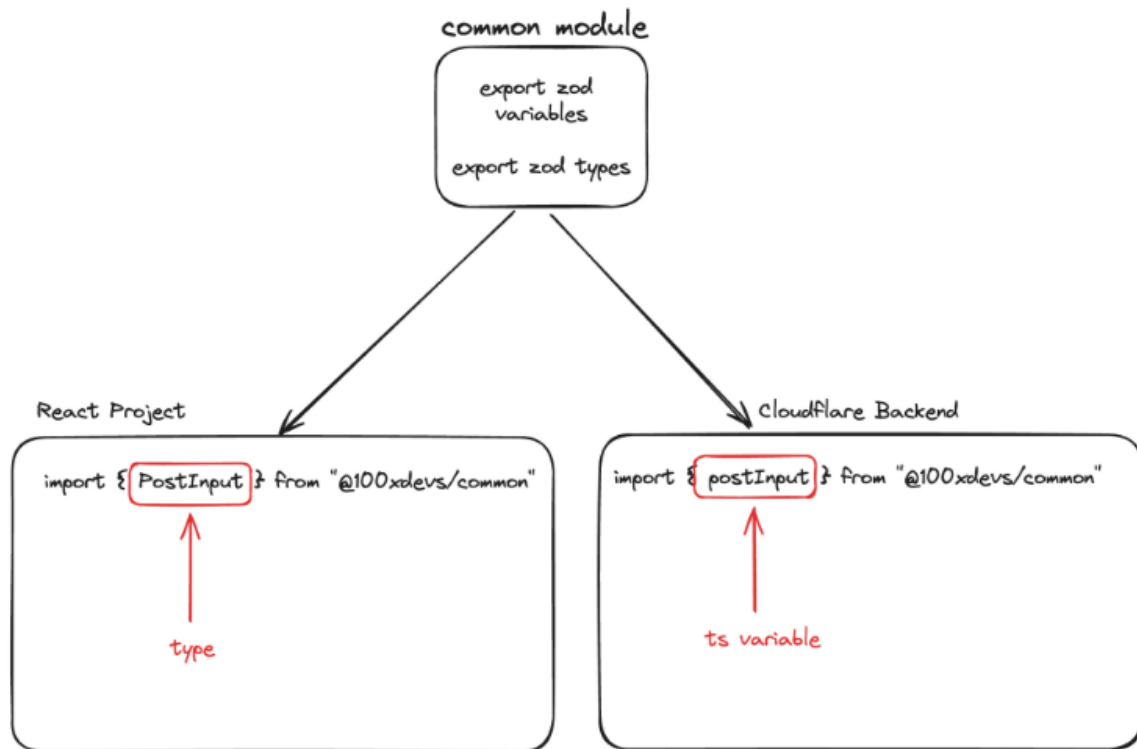 common module
export zod
variables
export zod types
React Project
import { PostInput } from "@100xdevs/common"
type
Cloudflare Backend
import { postInput } from "@100xdevs/common"
ts variable